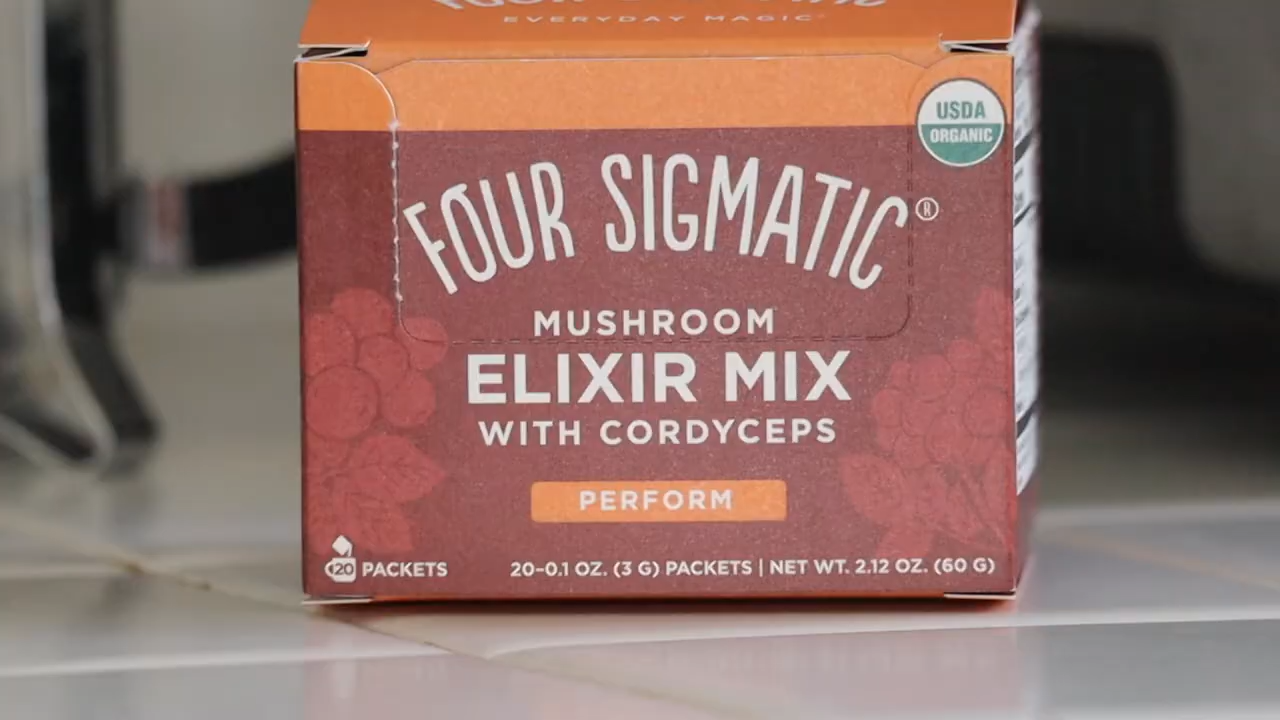 EVERYDAY MAGIC
USDA
ORGANIC
FOUR SIGMATIC®
MUSHROOM
ELIXIR MIX
WITH CORDYCEPS
PERFORM
20 PACKETS
20–0.1 OZ. (3 G) PACKETS | NET WT. 2.12 OZ. (60 G)